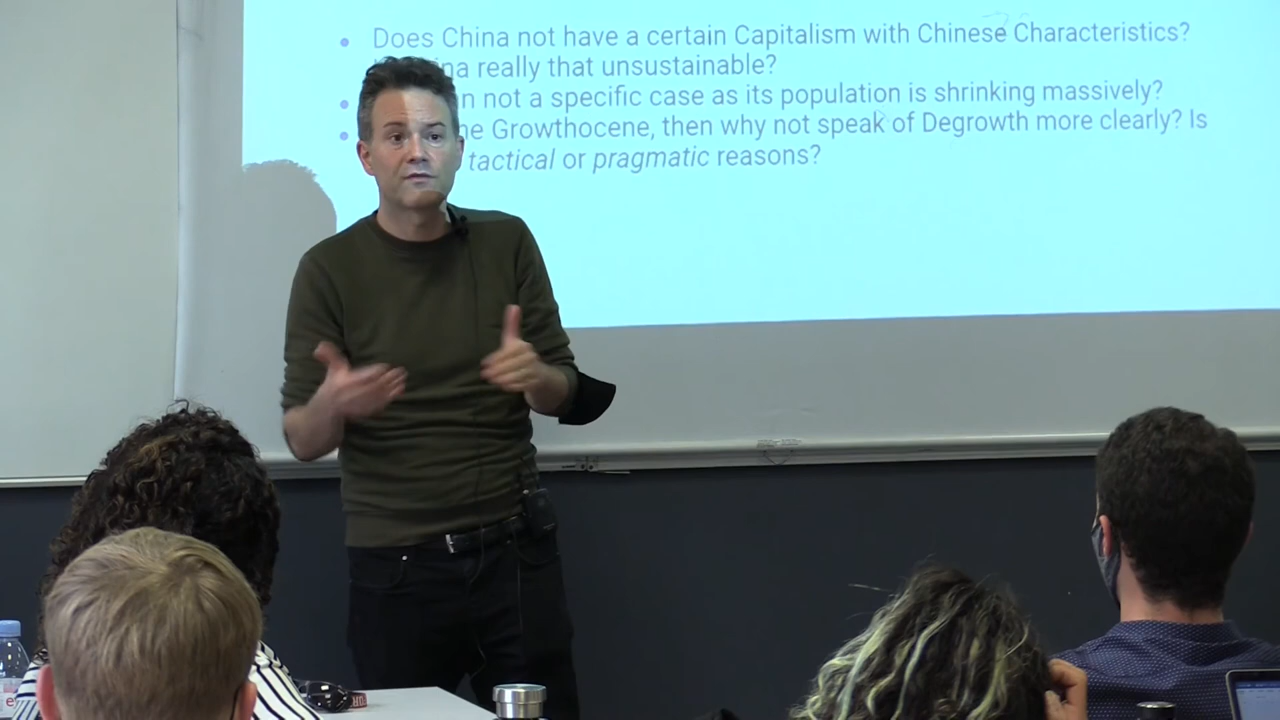 Does China not have a certain Capitalism with Chinese Characteristics?
really that unsustainable?
not a specific case as its population is shrinking massively?
Growthocene, then why not speak of Degrowth more clearly? Is
tactical or pragmatic reasons?